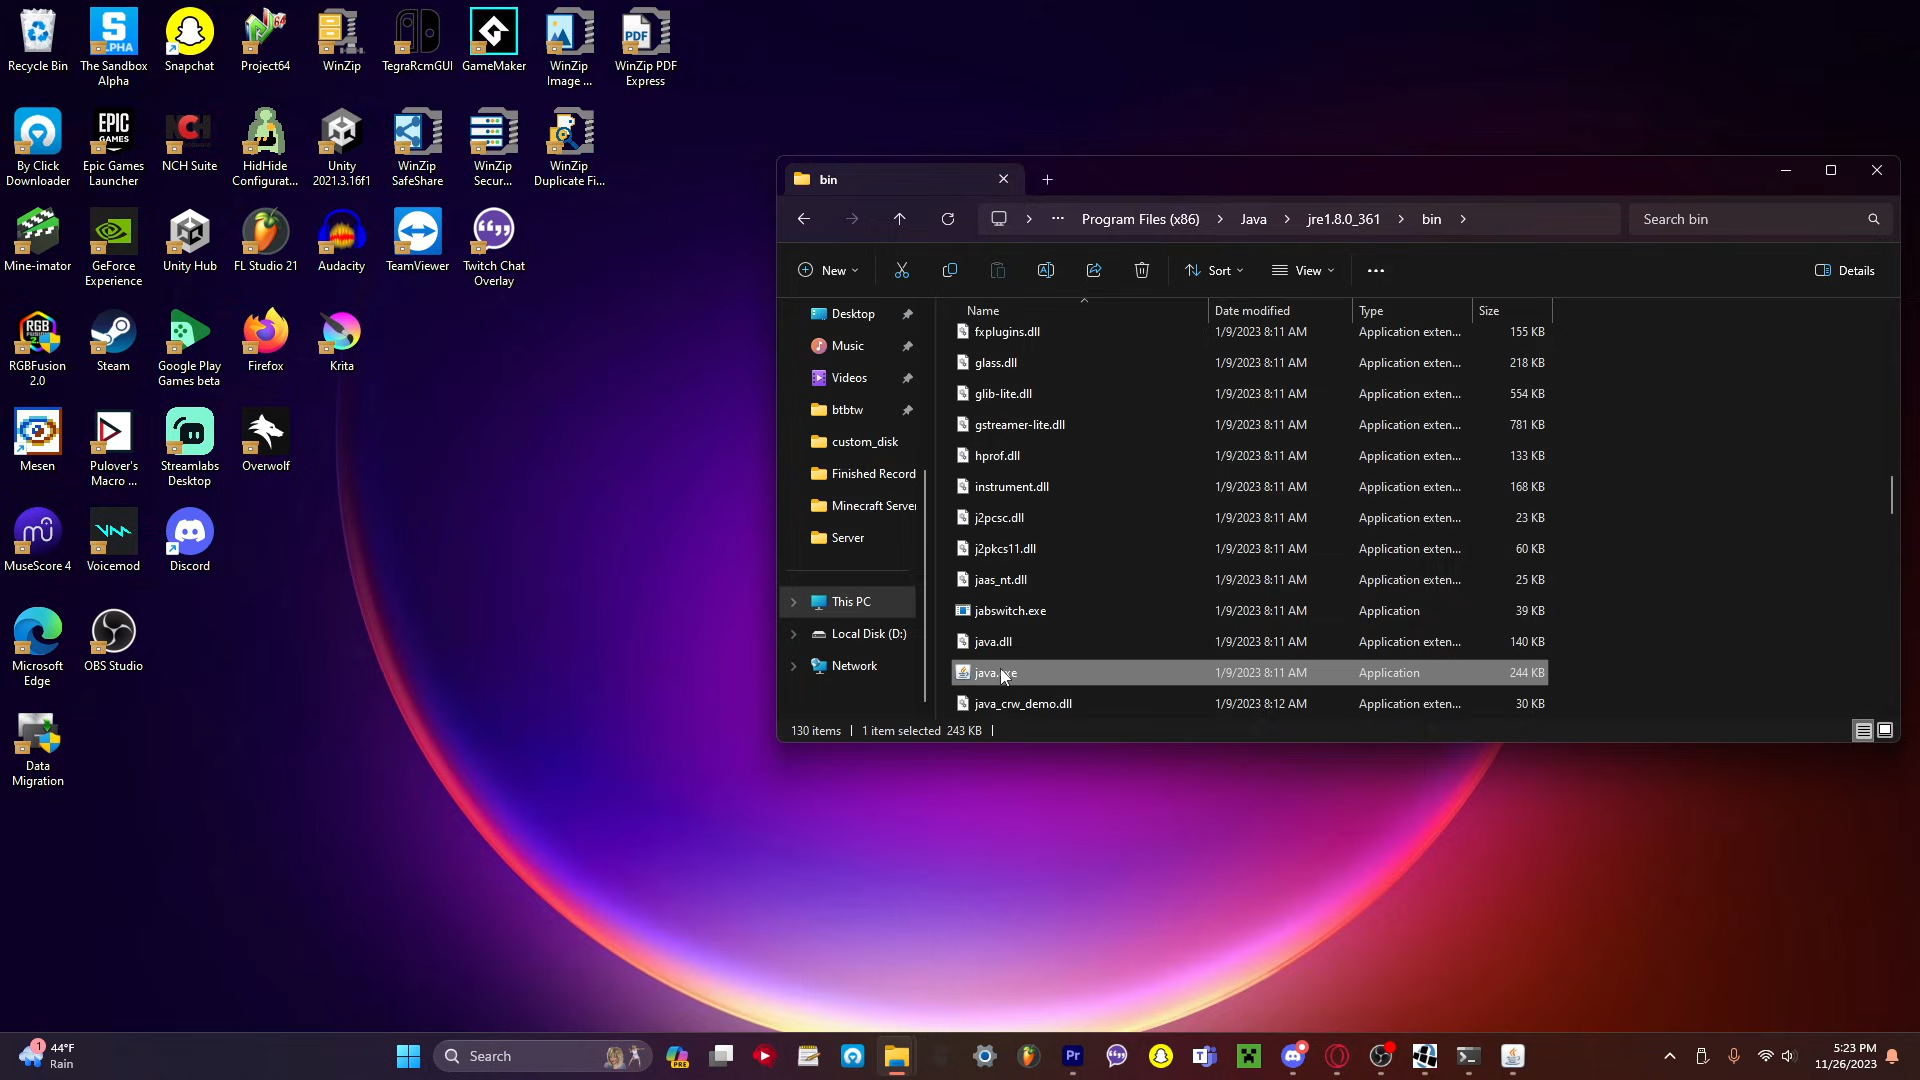 Recycle Bin
The Sandbox
Alpha
Snapchat
Project64
WinZip
TegraRcmGUI
GameMaker
WinZip
Image ...
WinZip PDF
Express
By Click
Downloader
Epic Games
Launcher
NCH Suite
HidHide
Configurat...
Unity
2021.3.16f1
WinZip
SafeShare
WinZip
Secur...
WinZip
Duplicate Fi...
Mine-imator
GeForce
Experience
Unity Hub
FL Studio 21
Audacity
TeamViewer
Twitch Chat
Overlay
RGBFusion
2.0
Steam
Google Play
Games beta
Firefox
Krita
Mesen
Pulover's
Macro ...
Streamlabs
Desktop
Overwolf
MuseScore 4
Voicemod
Discord
Microsoft
Edge
OBS Studio
Data
Migration
bin
Program Files (x86) > Java > jre1.8.0_361 > bin >
Search bin
New
Sort
View
Details
Desktop
Music
Videos
btbtw
custom_disk
Finished Record
Minecraft Server
Server
This PC
Local Disk (D:)
Network
Name Date modified Type Size
fxplugins.dll 1/9/2023 8:11 AM Application exten... 155 KB
glass.dll 1/9/2023 8:11 AM Application exten... 218 KB
glib-lite.dll 1/9/2023 8:11 AM Application exten... 554 KB
gstreamer-lite.dll 1/9/2023 8:11 AM Application exten... 781 KB
hprof.dll 1/9/2023 8:11 AM Application exten... 133 KB
instrument.dll 1/9/2023 8:11 AM Application exten... 168 KB
j2pcsc.dll 1/9/2023 8:11 AM Application exten... 23 KB
j2pkcs11.dll 1/9/2023 8:11 AM Application exten... 60 KB
jaas_nt.dll 1/9/2023 8:11 AM Application exten... 25 KB
jabswitch.exe 1/9/2023 8:11 AM Application 39 KB
java.dll 1/9/2023 8:11 AM Application exten... 140 KB
java.exe 1/9/2023 8:11 AM Application 244 KB
java_crw_demo.dll 1/9/2023 8:12 AM Application exten... 30 KB
130 items | 1 item selected 243 KB |
1
44°F
Rain
Search
5:23 PM
11/26/2023